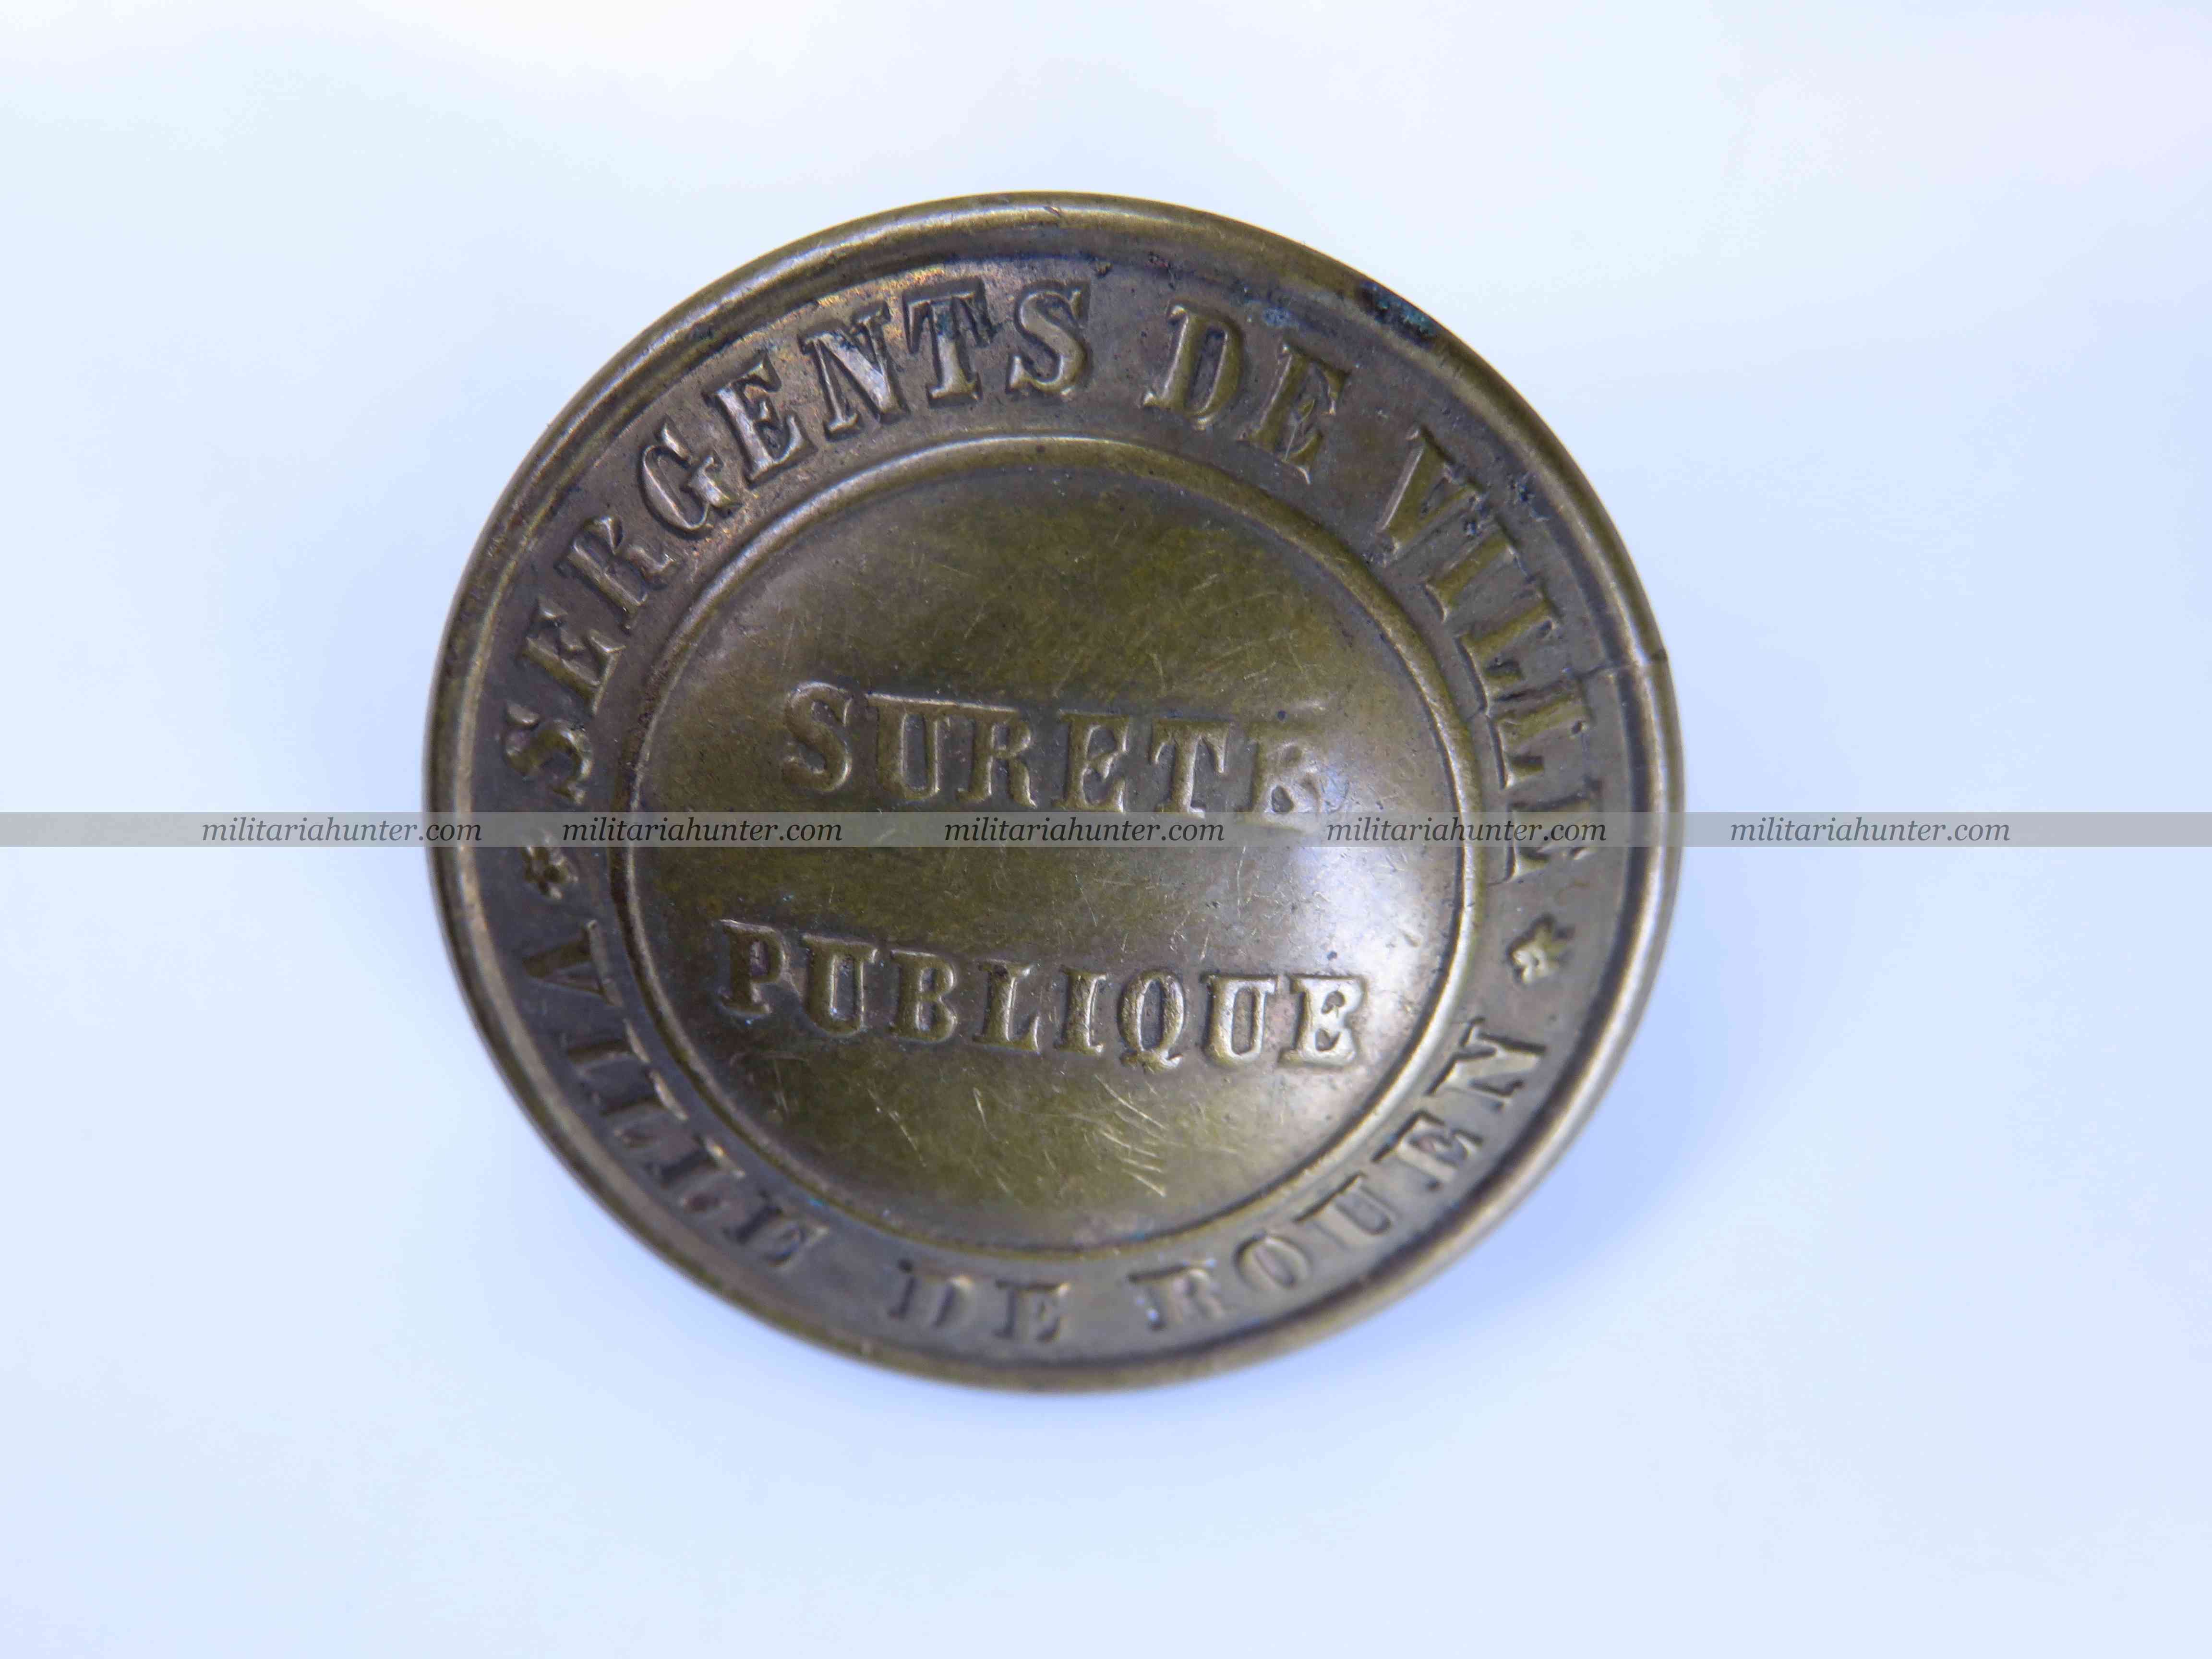 SERGENTS DE VILLE
SURETE
PUBLIQUE
* VILLE DE ROUEN *
militariahunter.com militariahunter.com militariahunter.com militariahunter.com militariahunter.com